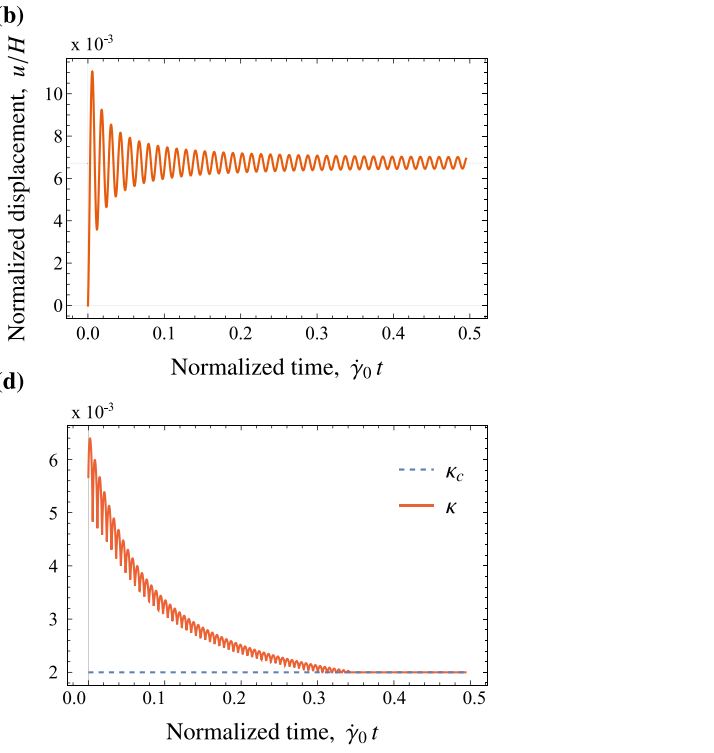 (b)
x 10-3
Normalized displacement, u/H
10
8
6
4
2
0
0.0 0.1 0.2 0.3 0.4 0.5
Normalized time, γ̇0 t
(d)
x 10-3
6
5
4
3
2
κc
κ
0.0 0.1 0.2 0.3 0.4 0.5
Normalized time, γ̇0 t